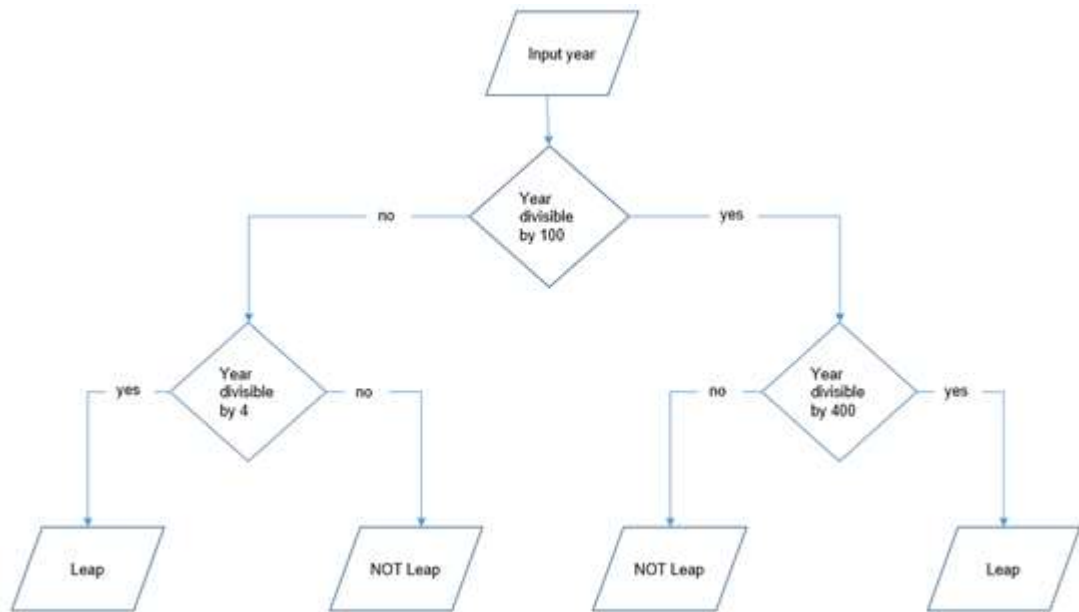 Input year
Year
divisible
by 100
no
yes
Year
divisible
by 4
yes
no
Year
divisible
by 400
no
yes
Leap
NOT Leap
NOT Leap
Leap